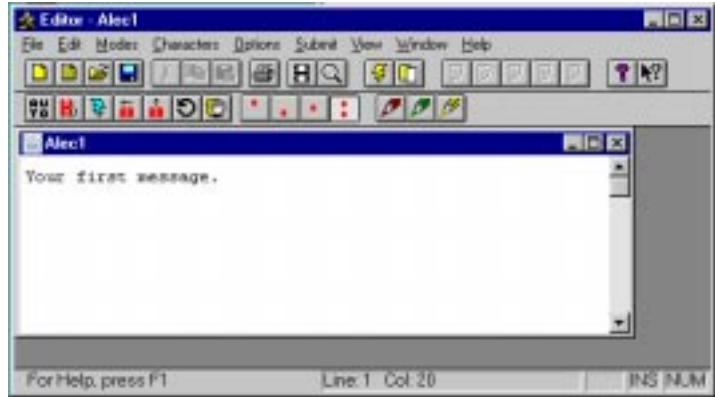 Editor - Alec1
File Edit Modes Characters Options Submit View Window Help
Alec1
Your first message.
For Help, press F1 Line: 1 Col: 20 INS NUM